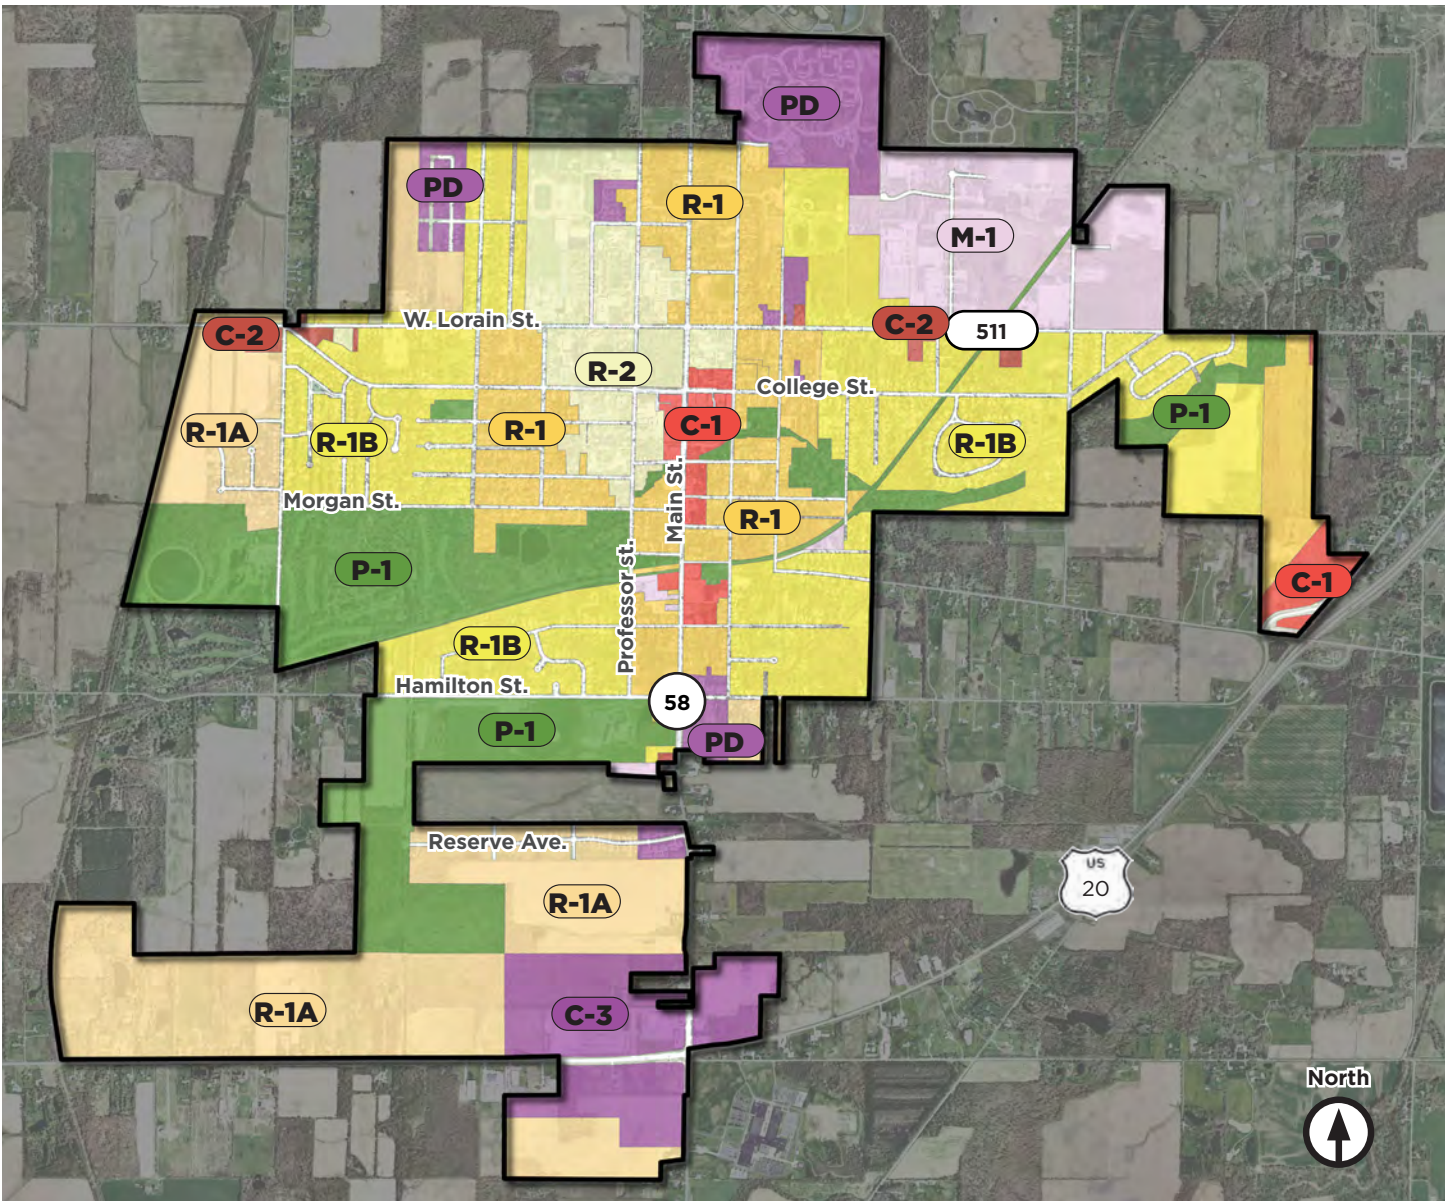 PD
PD
R-1
M-1
W. Lorain St.
C-2
C-2
511
R-2
College St.
P-1
R-1A
R-1B
R-1
C-1
R-1B
Morgan St.
Main St.
R-1
P-1
C-1
Professor st.
R-1B
Hamilton St.
58
P-1
PD
Reserve Ave.
US
20
R-1A
R-1A
C-3
North